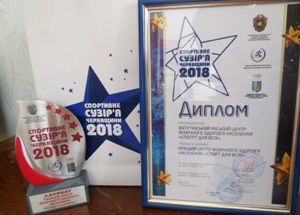 СПОРТИВНЕ
СУЗІР'Я
ЧЕРКАЩИНИ
2018
ЛАУРЕАТ
СПОРТИВНЕ
СУЗІР'Я
ЧЕРКАЩИНИ
2018
СПОРТИВНЕ
СУЗІР'Я
ЧЕРКАЩИНИ
2018
ДИПЛОМ
ВАТУТІНСЬКИЙ МІСЬКИЙ ЦЕНТР
ФІЗИЧНОГО ЗДОРОВ'Я НАСЕЛЕННЯ
«СПОРТ ДЛЯ ВСІХ»
КРАЩИЙ ЦЕНТР ФІЗИЧНОГО ЗДОРОВ'Я
НАСЕЛЕННЯ «СПОРТ ДЛЯ ВСІХ»